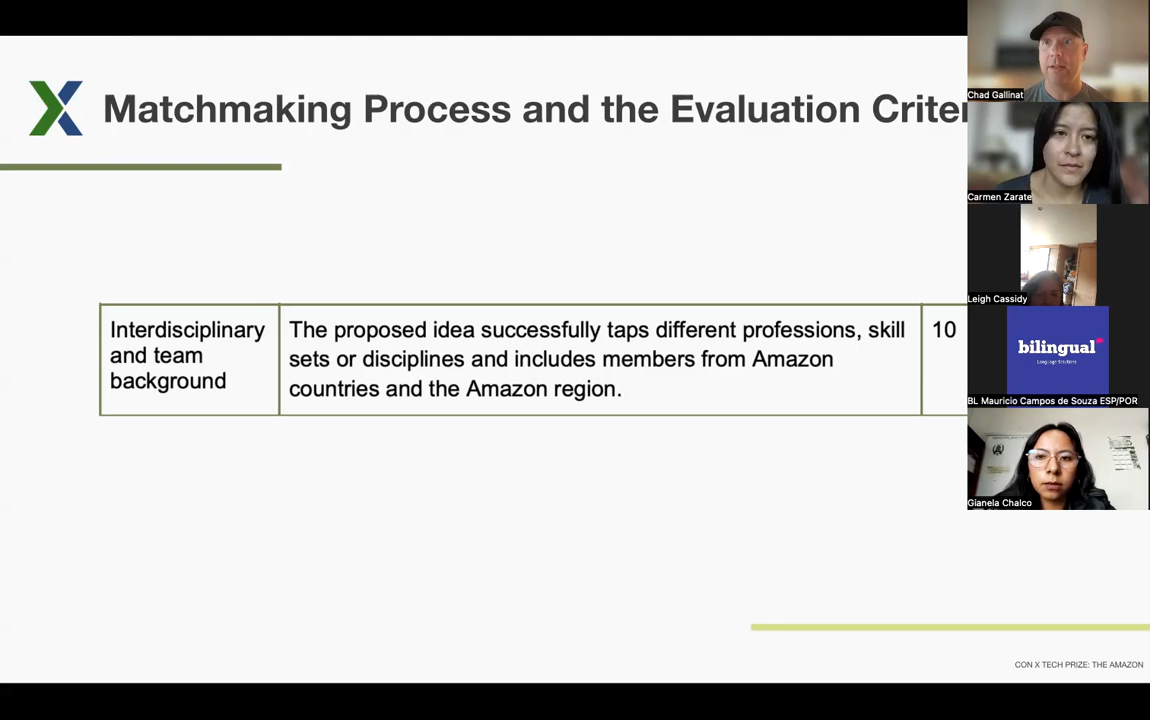 Matchmaking Process and the Evaluation Criter
Interdisciplinary
and team
background
The proposed idea successfully taps different professions, skill
sets or disciplines and includes members from Amazon
countries and the Amazon region.
10
CON X TECH PRIZE: THE AMAZON
Chad Gallinat
Carmen Zarate
Leigh Cassidy
bilingual
Language Solutions
BL Mauricio Campos de Souza ESP/POR
Gianela Chalco